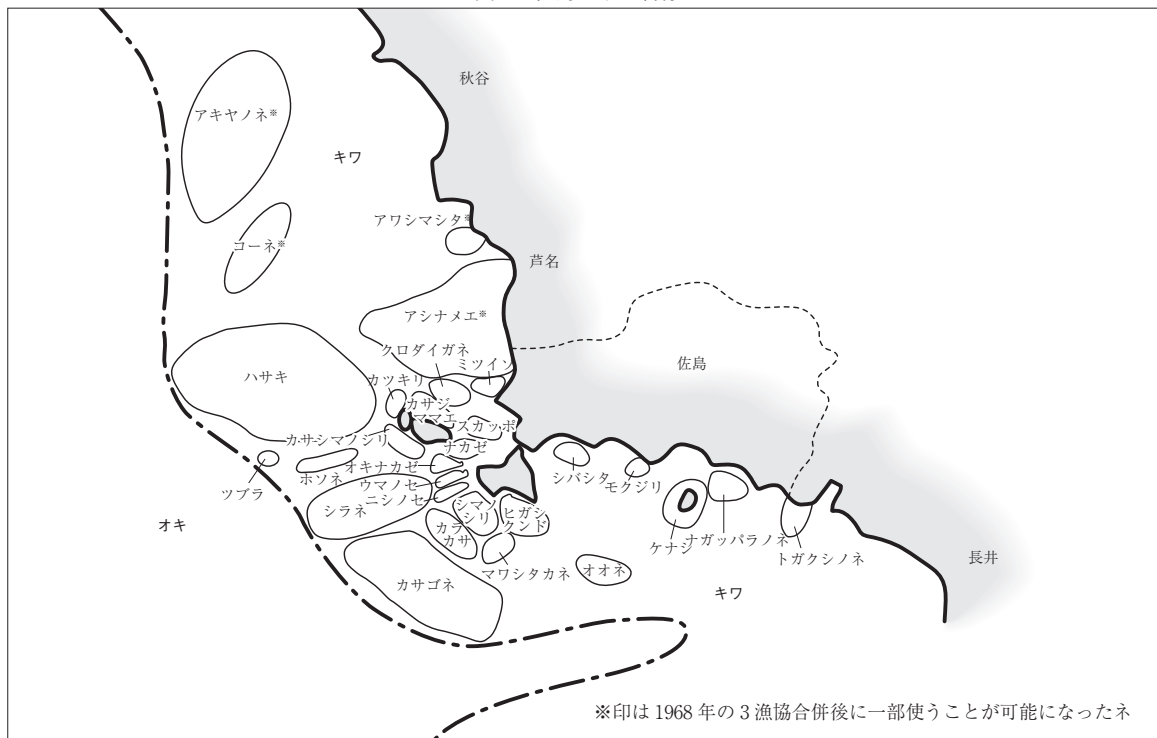 秋谷
アキヤノネ※
キワ
アワシマシタ※
コーネ※
芦名
アシナメエ※
クロダイガネ
ミツイシ
佐島
ハサキ
カツキリ
カサジ
ママエ
スカッポ
カサシマノシリ
ナカゼ
オキナカゼ
シバシタ
ツブラ
ホソネ
ウマノセ
モクジリ
ニシノセ
シラネ
シマノ
シリ
ヒガシ
クンド
オキ
カラ
カサ
ケナシ
ナガッパラノネ
トガクシノネ
長井
マワシタカネ
オオネ
カサゴネ
キワ
※印は 1968 年の 3 漁協合併後に一部使うことが可能になったネ